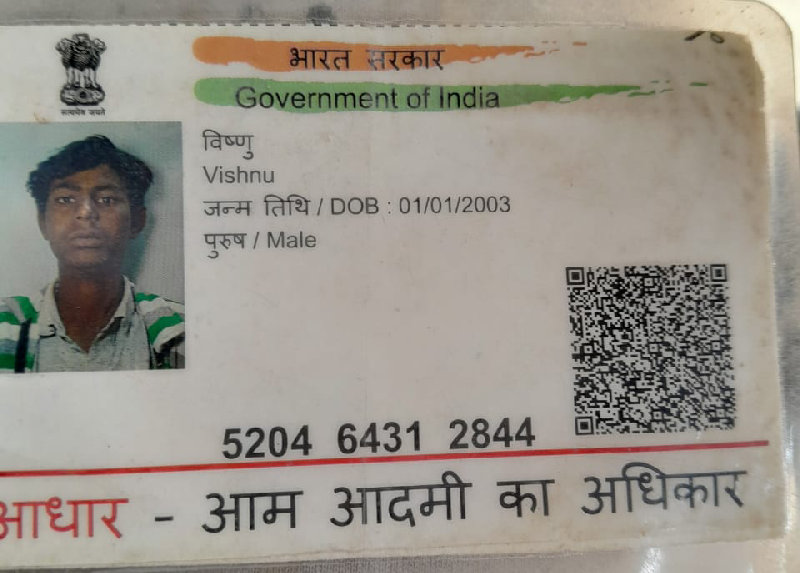 भारत सरकार
Government of India
सत्यमेव जयते
विष्णु
Vishnu
जन्म तिथि / DOB : 01/01/2003
पुरुष / Male
5204 6431 2844
आधार - आम आदमी का अधिकार